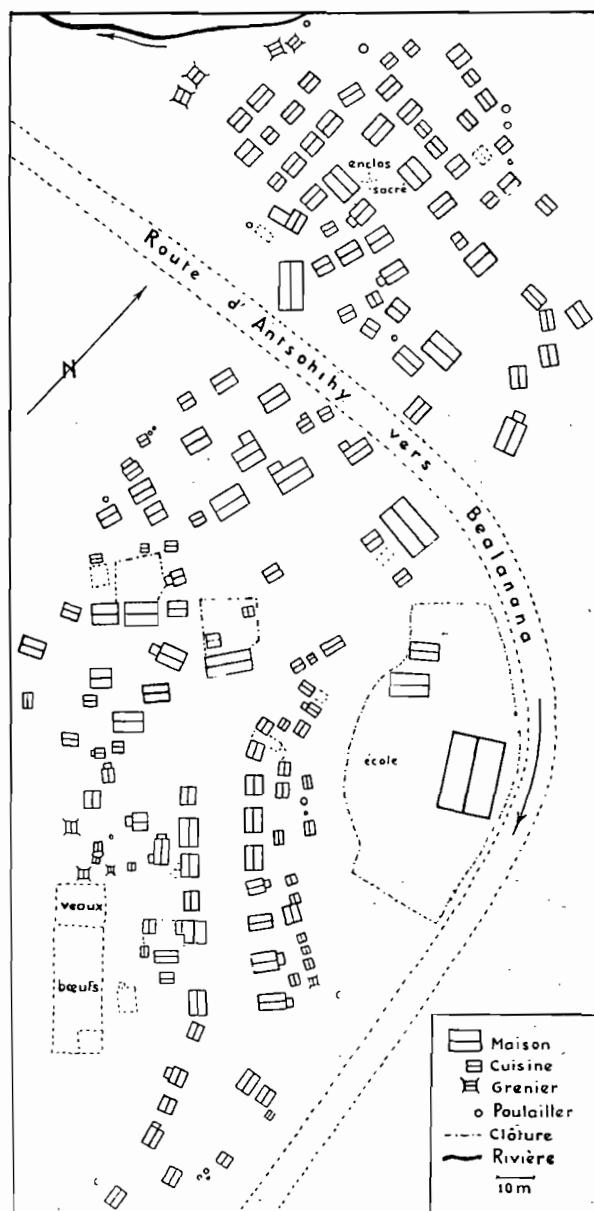 enclos
sacré
Route d'Antsohihy vers Bealanana
N
école
veaux
bœufs
Maison
Cuisine
Grenier
Poulailler
Clôture
Rivière
10 m